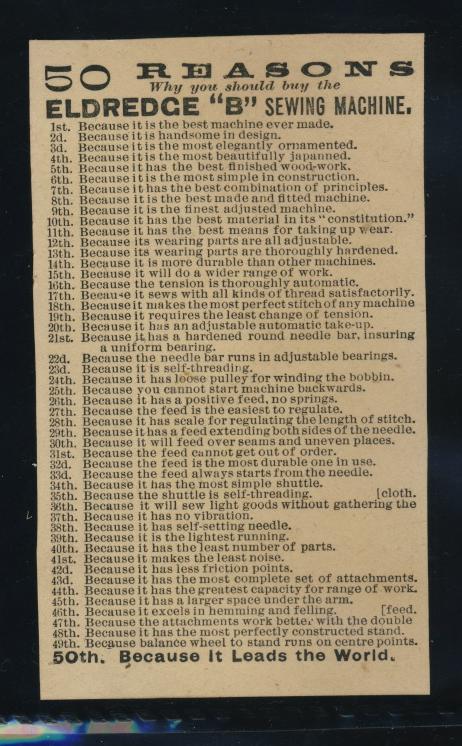 50 REASONS
Why you should buy the
ELDREDGE "B" SEWING MACHINE.
1st. Because it is the best machine ever made.
2d. Because it is handsome in design.
3d. Because it is the most elegantly ornamented.
4th. Because it is the most beautifully japanned.
5th. Because it has the best finished wood-work.
6th. Because it is the most simple in construction.
7th. Because it has the best combination of principles.
8th. Because it is the best made and fitted machine.
9th. Because it is the finest adjusted machine.
10th. Because it has the best material in its "constitution."
11th. Because it has the best means for taking up wear.
12th. Because its wearing parts are all adjustable.
13th. Because its wearing parts are thoroughly hardened.
14th. Because it is more durable than other machines.
15th. Because it will do a wider range of work.
16th. Because the tension is thoroughly automatic.
17th. Because it sews with all kinds of thread satisfactorily.
18th. Because it makes the most perfect stitch of any machine
19th. Because it requires the least change of tension.
20th. Because it has an adjustable automatic take-up.
21st. Because it has a hardened round needle bar, insuring
a uniform bearing.
22d. Because the needle bar runs in adjustable bearings.
23d. Because it is self-threading.
24th. Because it has loose pulley for winding the bobbin.
25th. Because you cannot start machine backwards.
26th. Because it has a positive feed, no springs.
27th. Because the feed is the easiest to regulate.
28th. Because it has scale for regulating the length of stitch.
29th. Because it has a feed extending both sides of the needle.
30th. Because it will feed over seams and uneven places.
31st. Because the feed cannot get out of order.
32d. Because the feed is the most durable one in use.
33d. Because the feed always starts from the needle.
34th. Because it has the most simple shuttle.
35th. Because the shuttle is self-threading. [cloth.
36th. Because it will sew light goods without gathering the
37th. Because it has no vibration.
38th. Because it has self-setting needle.
39th. Because it is the lightest running.
40th. Because it has the least number of parts.
41st. Because it makes the least noise.
42d. Because it has less friction points.
43d. Because it has the most complete set of attachments.
44th. Because it has the greatest capacity for range of work.
45th. Because it has a larger space under the arm.
46th. Because it excels in hemming and felling. [feed.
47th. Because the attachments work better with the double
48th. Because it has the most perfectly constructed stand.
49th. Because balance wheel to stand runs on centre points.
50th. Because It Leads the World.